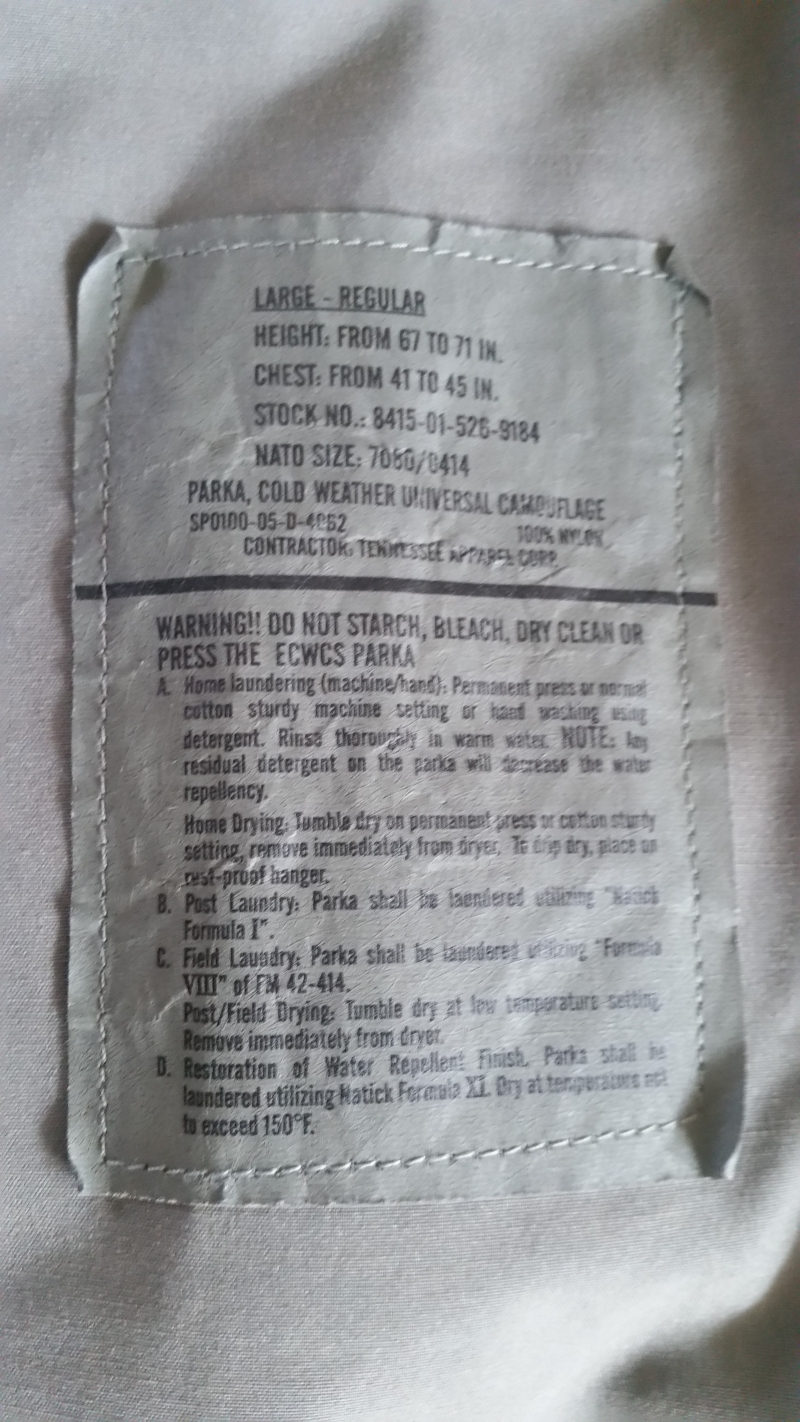 LARGE - REGULAR
HEIGHT: FROM 67 TO 71 IN.
CHEST: FROM 41 TO 45 IN.
STOCK NO.: 8415-01-526-9184
NATO SIZE: 7080/0414
PARKA, COLD WEATHER UNIVERSAL CAMOUFLAGE
SP0100-05-D-
100% NYLON
CONTRACTOR: TENNESSEE APPAREL CORP.
WARNING!! DO NOT STARCH, BLEACH, DRY CLEAN OR
PRESS THE ECWCS PARKA
A. Home laundering (machine/hand): Permanent press or normal
cotton sturdy machine setting or hand washing using
detergent. Rinse thoroughly in warm water. NOTE: Any
residual detergent on the parka will decrease the water
repellency.
Home Drying: Tumble dry on permanent press or cotton sturdy
setting, remove immediately from dryer. To drip dry, place on
rust-proof hanger.
B. Post Laundry: Parka shall be laundered utilizing "Natick
Formula I".
C. Field Laundry: Parka shall be laundered utilizing "Formula
VIII" of FM 42-414.
Post/Field Drying: Tumble dry at low temperature setting.
Remove immediately from dryer.
D. Restoration of Water Repellent Finish. Parka shall be
laundered utilizing Natick Formula XI. Dry at temperature not
to exceed 150°F.